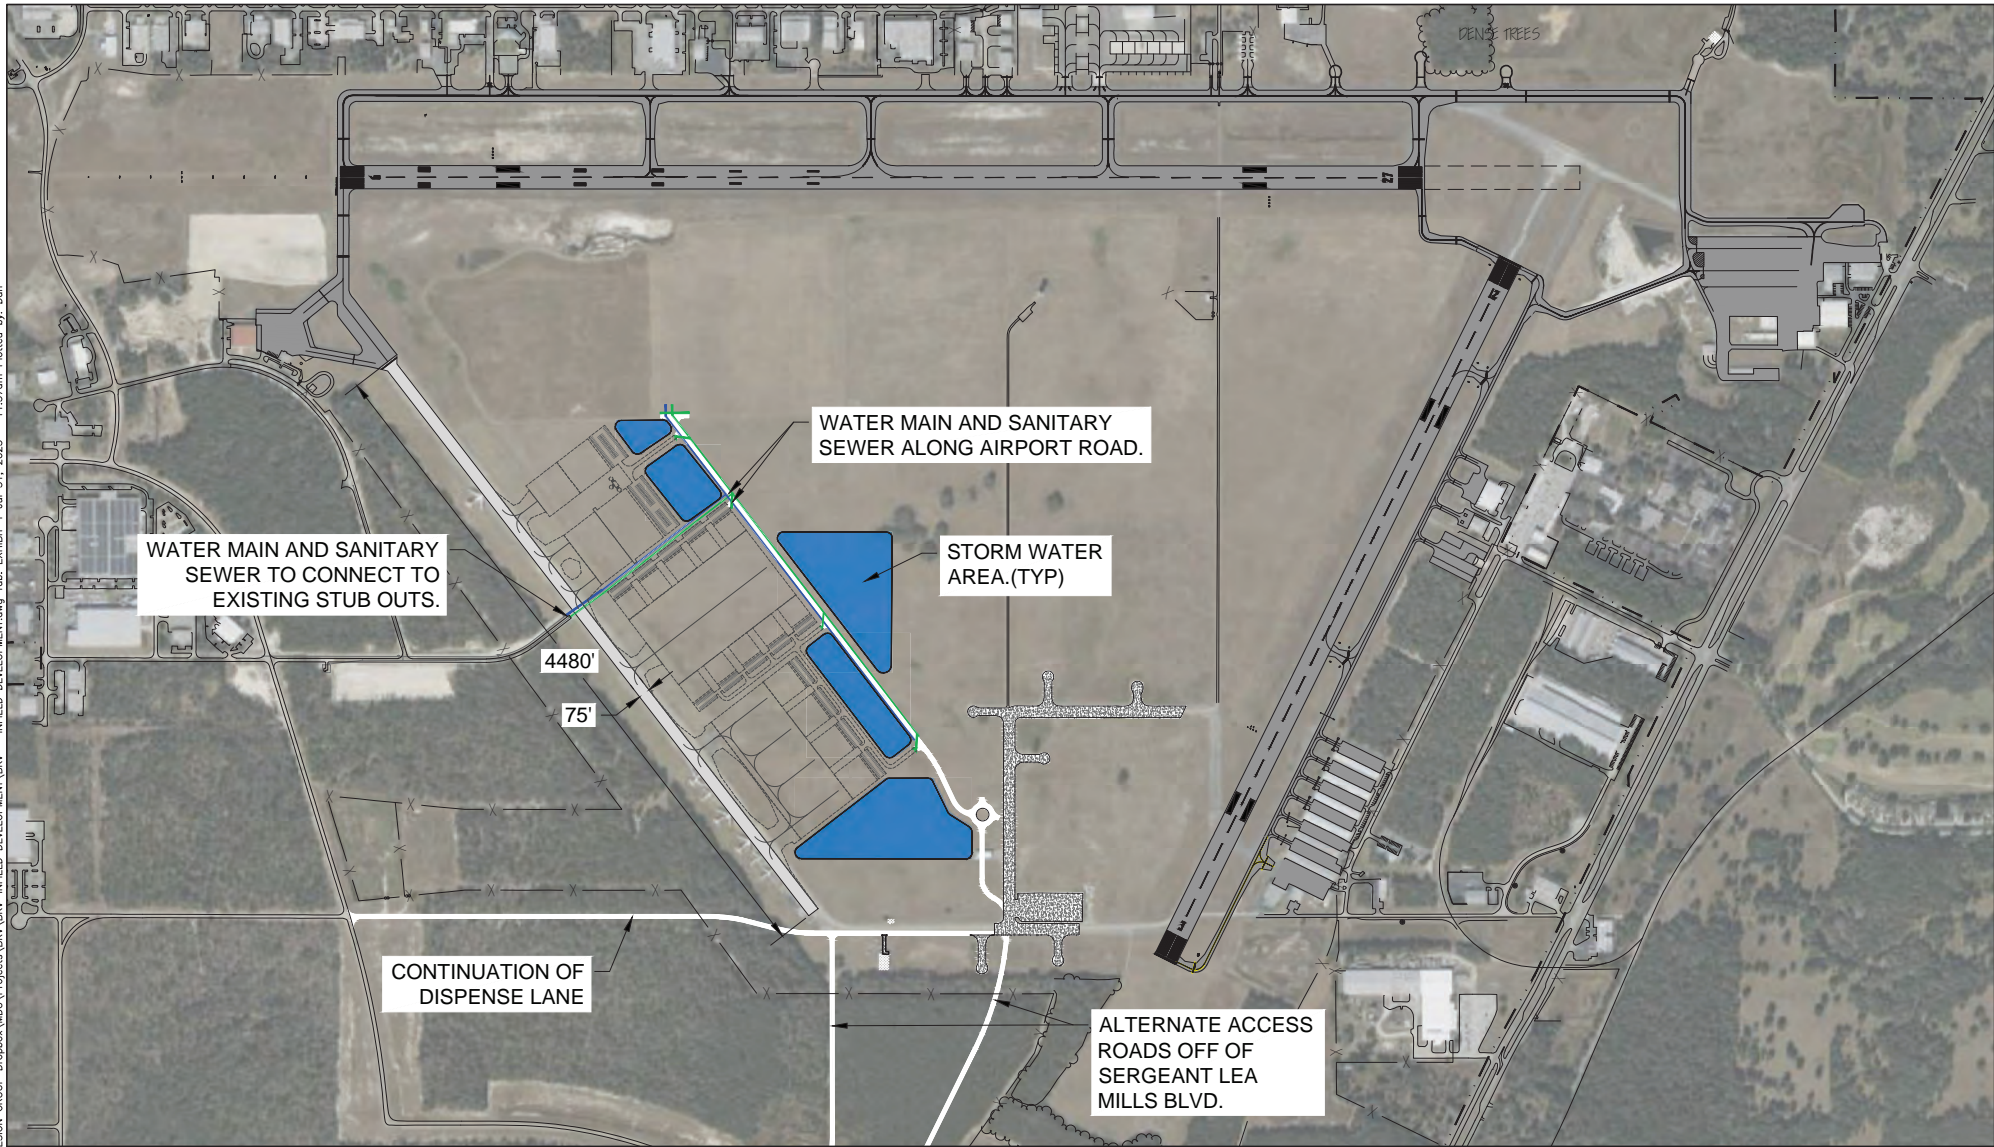 DENSE TREES
27
21
WATER MAIN AND SANITARY
SEWER ALONG AIRPORT ROAD.
WATER MAIN AND SANITARY
SEWER TO CONNECT TO
EXISTING STUB OUTS.
STORM WATER
AREA.(TYP)
4480'
75'
CONTINUATION OF
DISPENSE LANE
ALTERNATE ACCESS
ROADS OFF OF
SERGEANT LEA
MILLS BLVD.